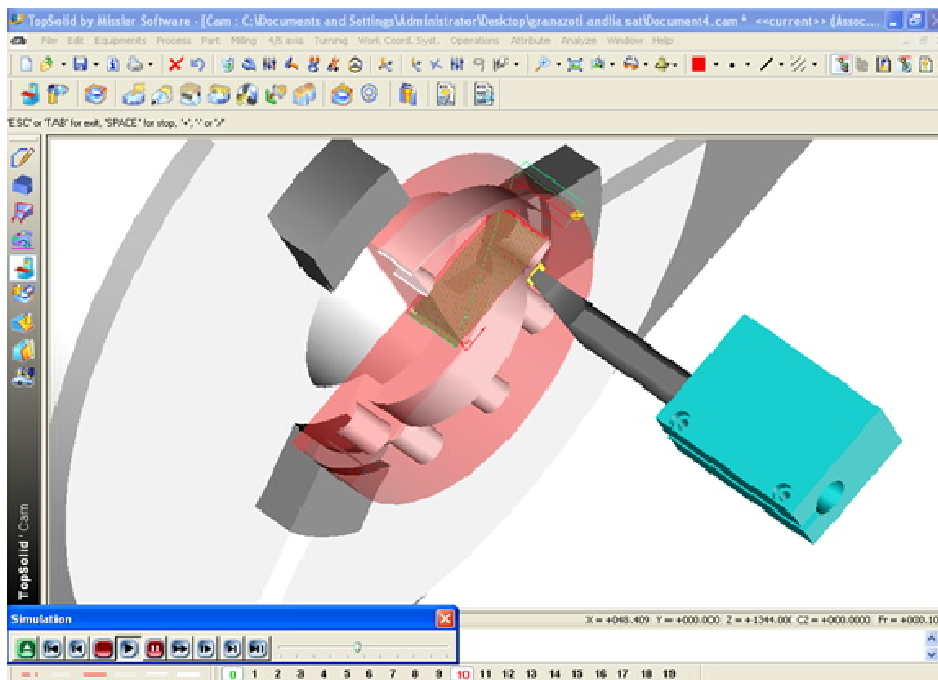 TopSolid by Missler Software - [Cam : C:\Documents and Settings\Administrator\Desktop\granazoti andlia sat\Document4.cam * <<current>> (Assoc....
File Edit Equipments Process Part Milling 4/5 axis Turning Work Coord. Syst. Operations Attribute Analyze Window Help
'ESC' or 'TAB' for exit, 'SPACE' for stop, '+', '-' or '/'
TopSolid'Cam
Simulation
X = +048.409 Y = +000.000 Z = +-1344.00( C2 = +000.0000 Fr = +000.10
0 1 2 3 4 5 6 7 8 9 10 11 12 13 14 15 16 17 18 19